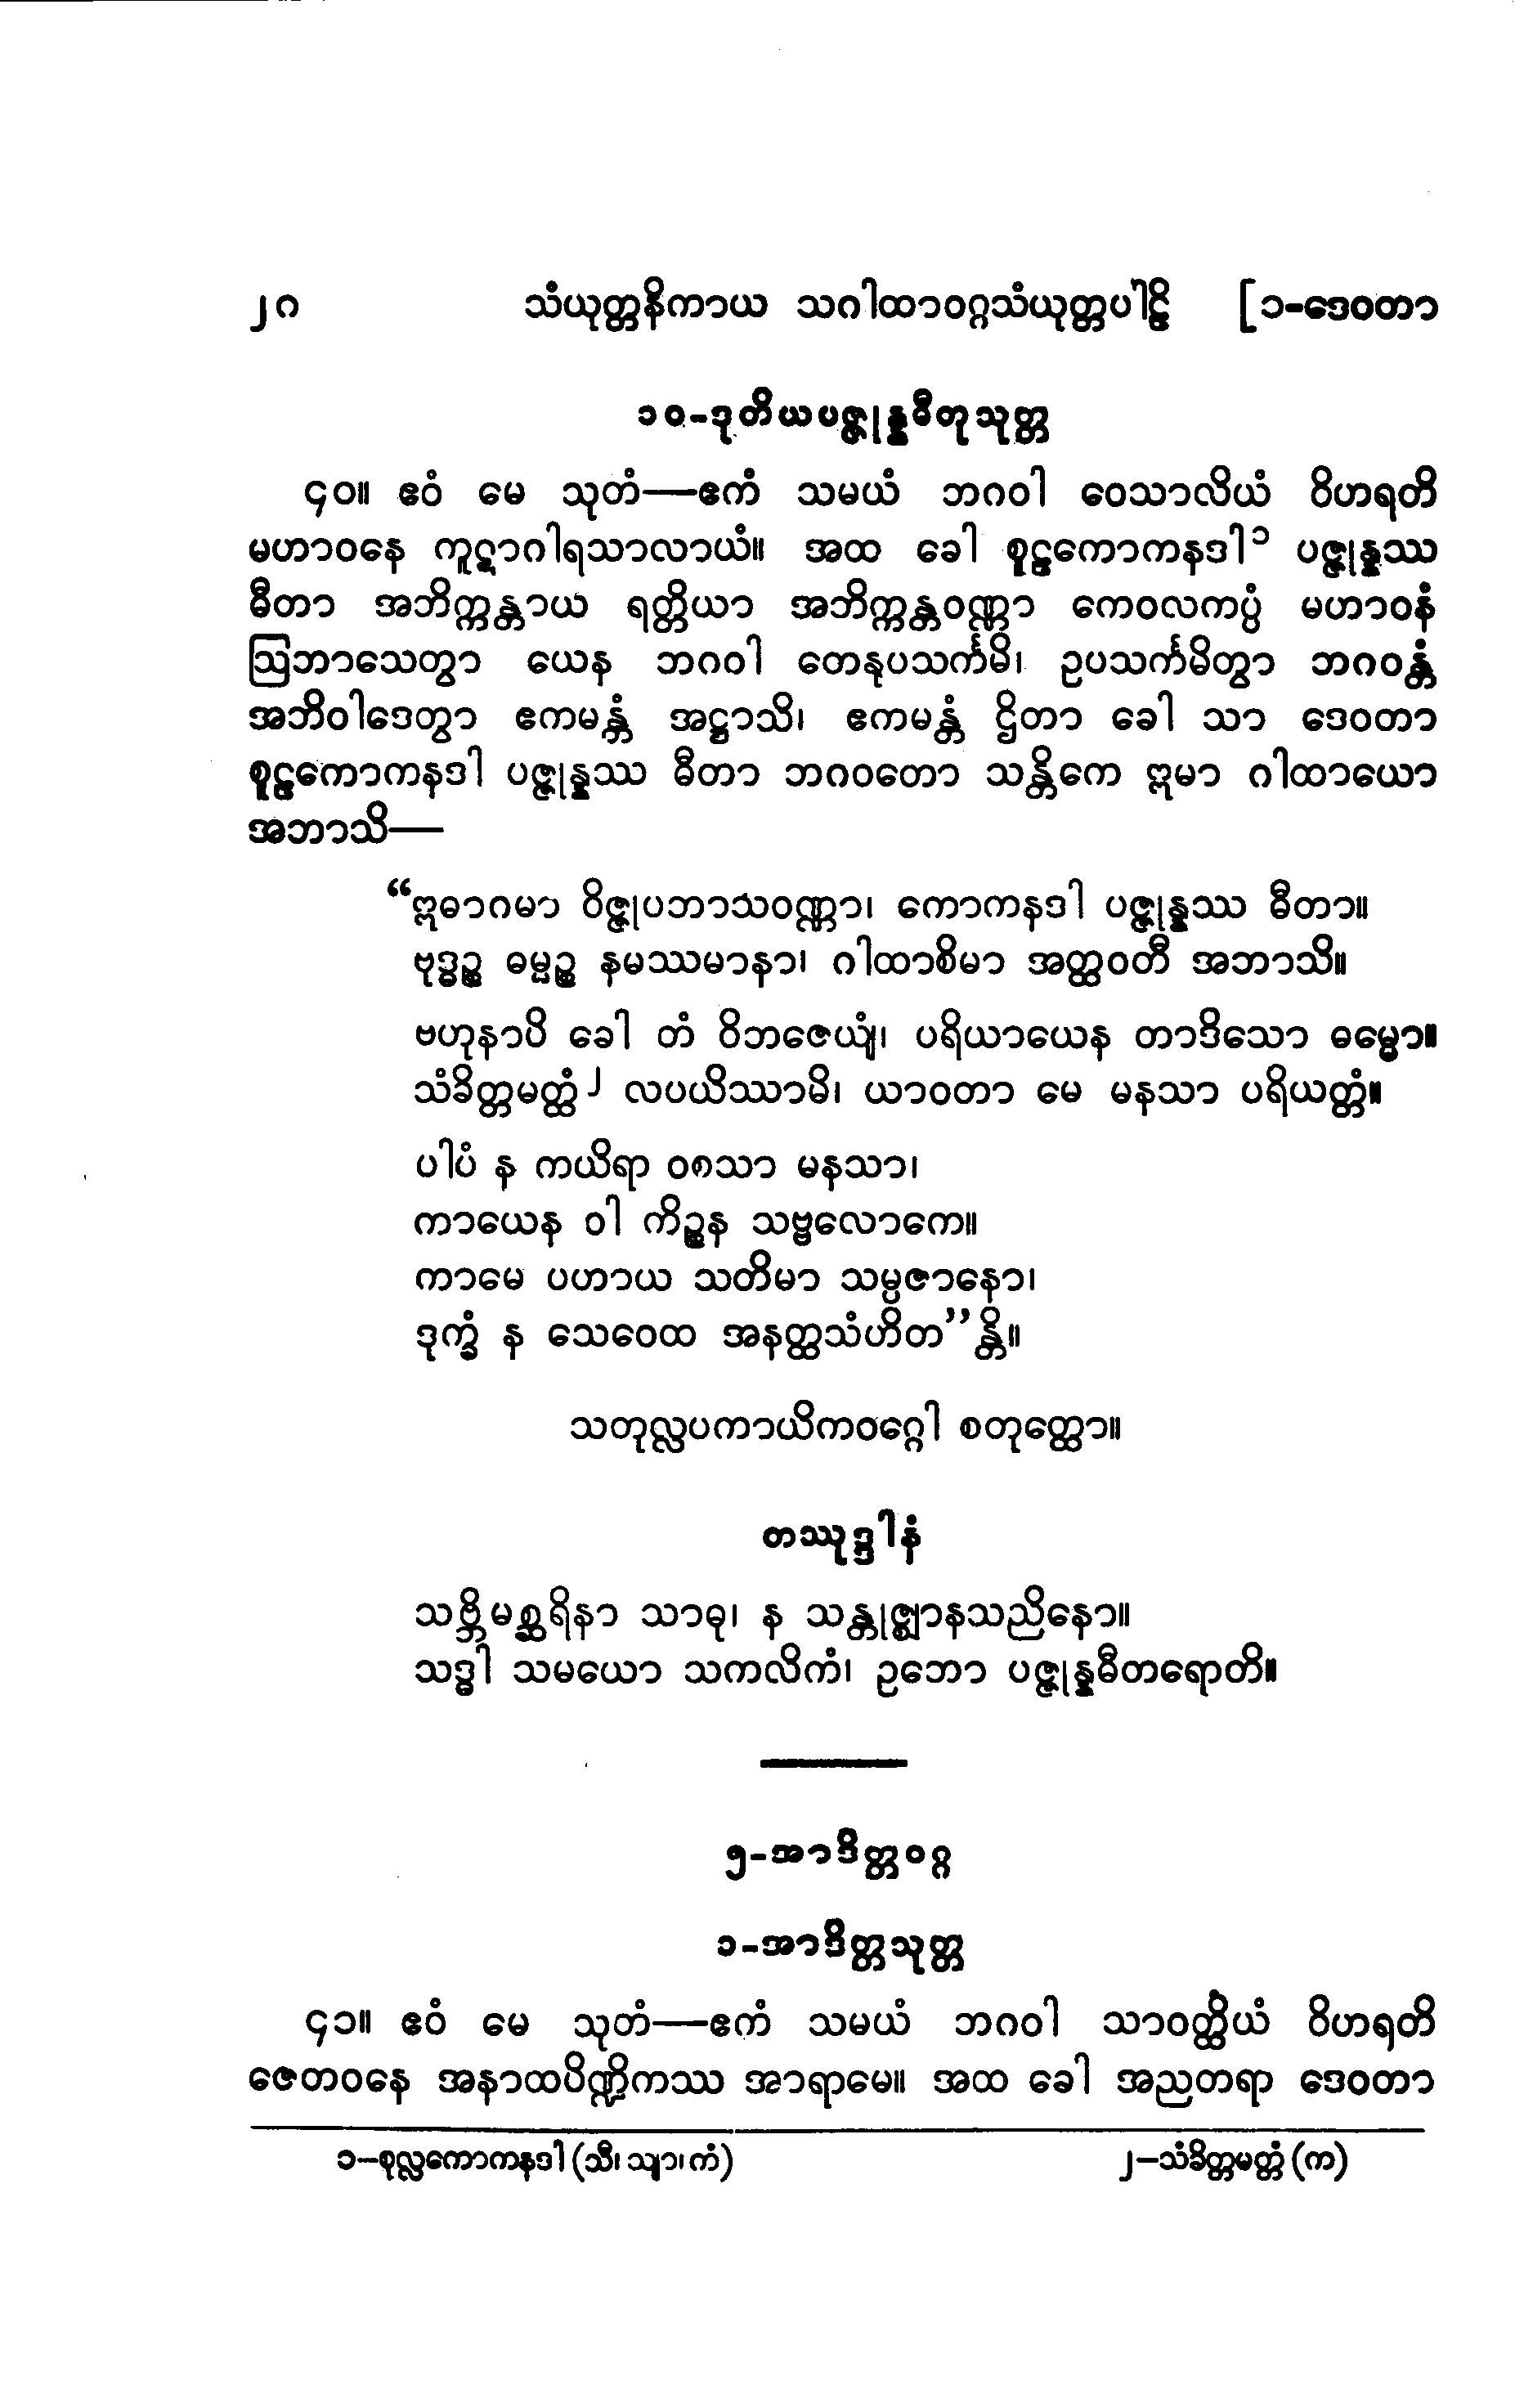 ၂၈ သံယုတ္တနိကာယ သဂါထာဝဂ္ဂသံယုတ္တပါဠိ [၁-ဒေဝတာ
၁၀-ဒုတိယပဇ္ဇုန္နဓီတုသုတ္တ
၄၀။ ဧဝံ မေ သုတံ—ဧကံ သမယံ ဘဂဝါ ဝေသာလိယံ ဝိဟရတိ
မဟာဝနေ ကူဋာဂါရသာလာယံ။ အထ ခေါ စူဠကောကနဒါ၁ ပဇ္ဇုန္နဿ
ဓီတာ အဘိက္ကန္တာယ ရတ္တိယာ အဘိက္ကန္တဝဏ္ဏာ ကေဝလကပ္ပံ မဟာဝနံ
ဩဘာသေတွာ ယေန ဘဂဝါ တေနုပသင်္ကမိ၊ ဥပသင်္ကမိတွာ ဘဂဝန္တံ
အဘိဝါဒေတွာ ဧကမန္တံ အဋ္ဌာသိ၊ ဧကမန္တံ ဌိတာ ခေါ သာ ဒေဝတာ
စူဠကောကနဒါ ပဇ္ဇုန္နဿ ဓီတာ ဘဂဝတော သန္တိကေ ဣမာ ဂါထာယော
အဘာသိ—
“ဣဓာဂမာ ဝိဇ္ဇုပဘာသဝဏ္ဏာ၊ ကောကနဒါ ပဇ္ဇုန္နဿ ဓီတာ။
ဗုဒ္ဓဉ္စ ဓမ္မဉ္စ နမဿမာနာ၊ ဂါထာစိမာ အတ္ထဝတီ အဘာသိ။
ဗဟုနာပိ ခေါ တံ ဝိဘဇေယျံ၊ ပရိယာယေန တာဒိသော ဓမ္မော။
သံခိတ္တမတ္ထံ၂ လပယိဿာမိ၊ ယာဝတာ မေ မနသာ ပရိယတ္တံ။
ပါပံ န ကယိရာ ဝစသာ မနသာ၊
ကာယေန ဝါ ကိဉ္စန သဗ္ဗလောကေ။
ကာမေ ပဟာယ သတိမာ သမ္ပဇာနော၊
ဒုက္ခံ န သေဝေထ အနတ္ထသံဟိတ”န္တိ။
သတုလ္လပကာယိကဝဂ္ဂေါ စတုတ္ထော။
တဿုဒ္ဒါနံ
သဗ္ဘိမစ္ဆရိနာ သာဓု၊ န သန္တုဇ္ဈာနသညိနော။
သဒ္ဓါ သမယော သကလိကံ၊ ဥဘော ပဇ္ဇုန္နဓီတရောတိ။
၅-အာဒိတ္တဝဂ္ဂ
၁-အာဒိတ္တသုတ္တ
၄၁။ ဧဝံ မေ သုတံ—ဧကံ သမယံ ဘဂဝါ သာဝတ္ထိယံ ဝိဟရတိ
ဇေတဝနေ အနာထပိဏ္ဍိကဿ အာရာမေ။ အထ ခေါ အညတရာ ဒေဝတာ
၁—စုလ္လကောကနဒါ (သီ၊ သျာ၊ ကံ) ၂—သံခိတ္တမတ္တံ (က)